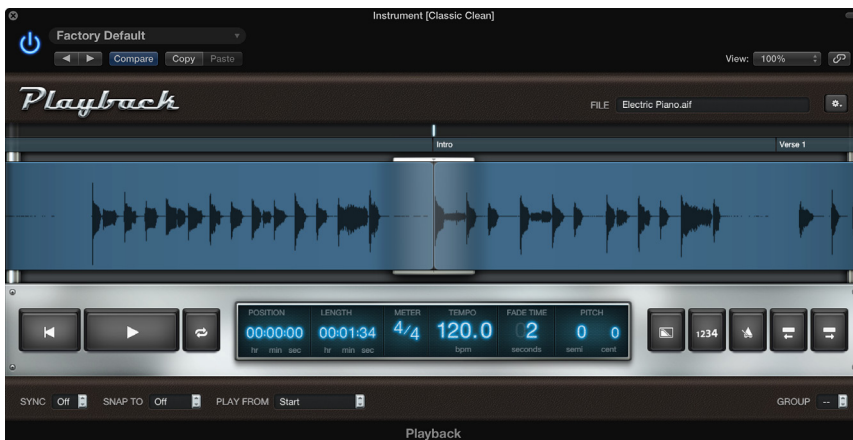 Instrument [Classic Clean]
Factory Default
Compare Copy Paste
View: 100%
Playback
FILE Electric Piano.aif
Intro Verse 1
POSITION LENGTH METER TEMPO FADE TIME PITCH
00:00:00 00:01:34 4/4 120.0 2 0 0
hr min sec hr min sec bpm seconds semi cent
1234
SYNC Off SNAP TO Off PLAY FROM Start GROUP --
Playback